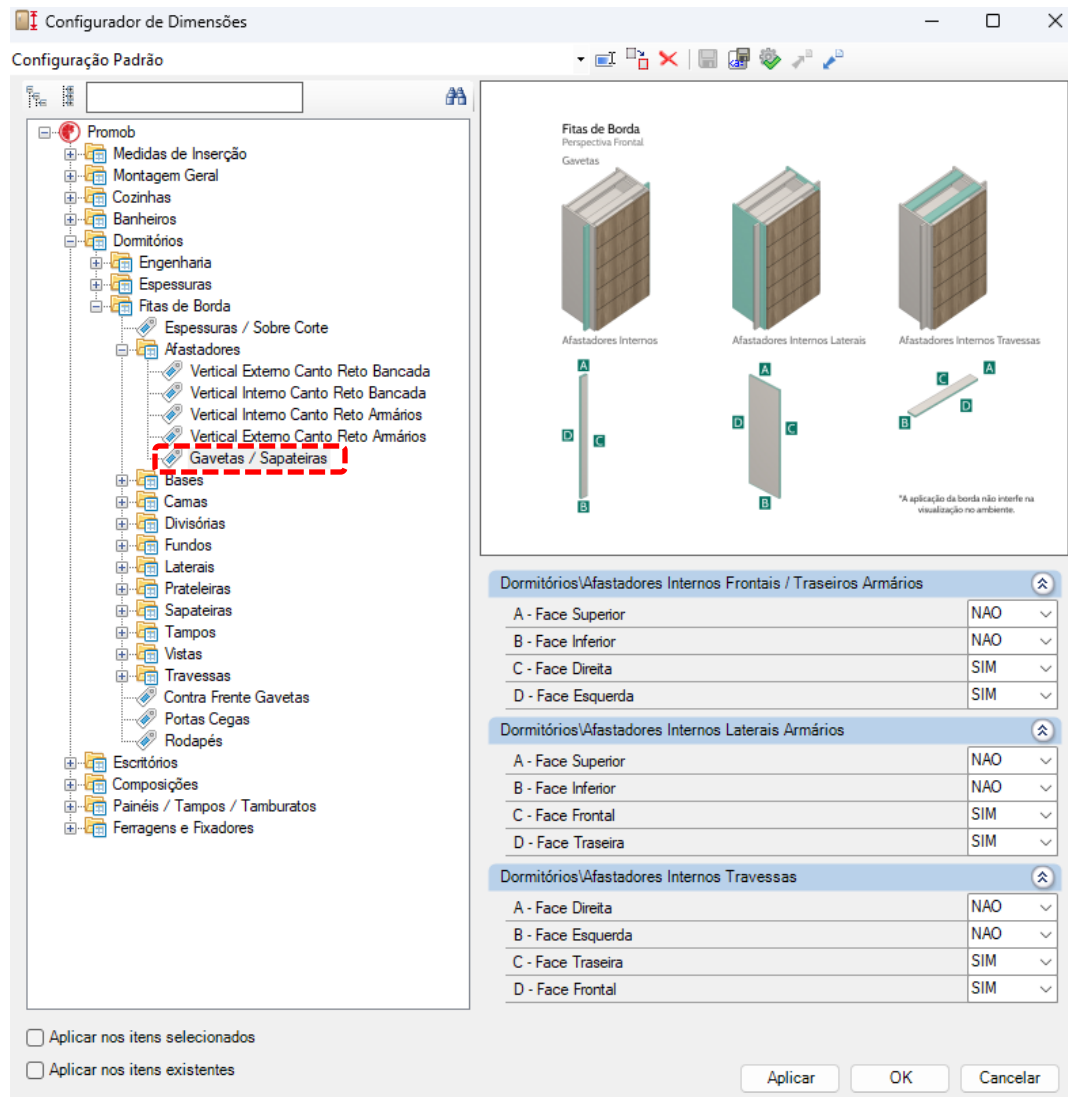 Configurador de Dimensões
Configuração Padrão
Promob
Medidas de Inserção
Montagem Geral
Cozinhas
Banheiros
Dormitórios
Engenharia
Espessuras
Fitas de Borda
Espessuras / Sobre Corte
Afastadores
Vertical Externo Canto Reto Bancada
Vertical Interno Canto Reto Bancada
Vertical Interno Canto Reto Armários
Vertical Externo Canto Reto Armários
Gavetas / Sapateiras
Bases
Camas
Divisórias
Fundos
Laterais
Prateleiras
Sapateiras
Tampos
Vistas
Travessas
Contra Frente Gavetas
Portas Cegas
Rodapés
Escritórios
Composições
Painéis / Tampos / Tamburatos
Ferragens e Fixadores
Fitas de Borda
Perspectiva Frontal
Gavetas
Afastadores Internos
Afastadores Internos Laterais
Afastadores Internos Travessas
A
D
C
B
A
D
C
B
A
C
D
B
*A aplicação da borda não interfe na
visualização no ambiente.
Dormitórios\Afastadores Internos Frontais / Traseiros Armários
A - Face Superior NAO
B - Face Inferior NAO
C - Face Direita SIM
D - Face Esquerda SIM
Dormitórios\Afastadores Internos Laterais Armários
A - Face Superior NAO
B - Face Inferior NAO
C - Face Frontal SIM
D - Face Traseira SIM
Dormitórios\Afastadores Internos Travessas
A - Face Direita NAO
B - Face Esquerda NAO
C - Face Traseira SIM
D - Face Frontal SIM
Aplicar nos itens selecionados
Aplicar nos itens existentes
Aplicar OK Cancelar